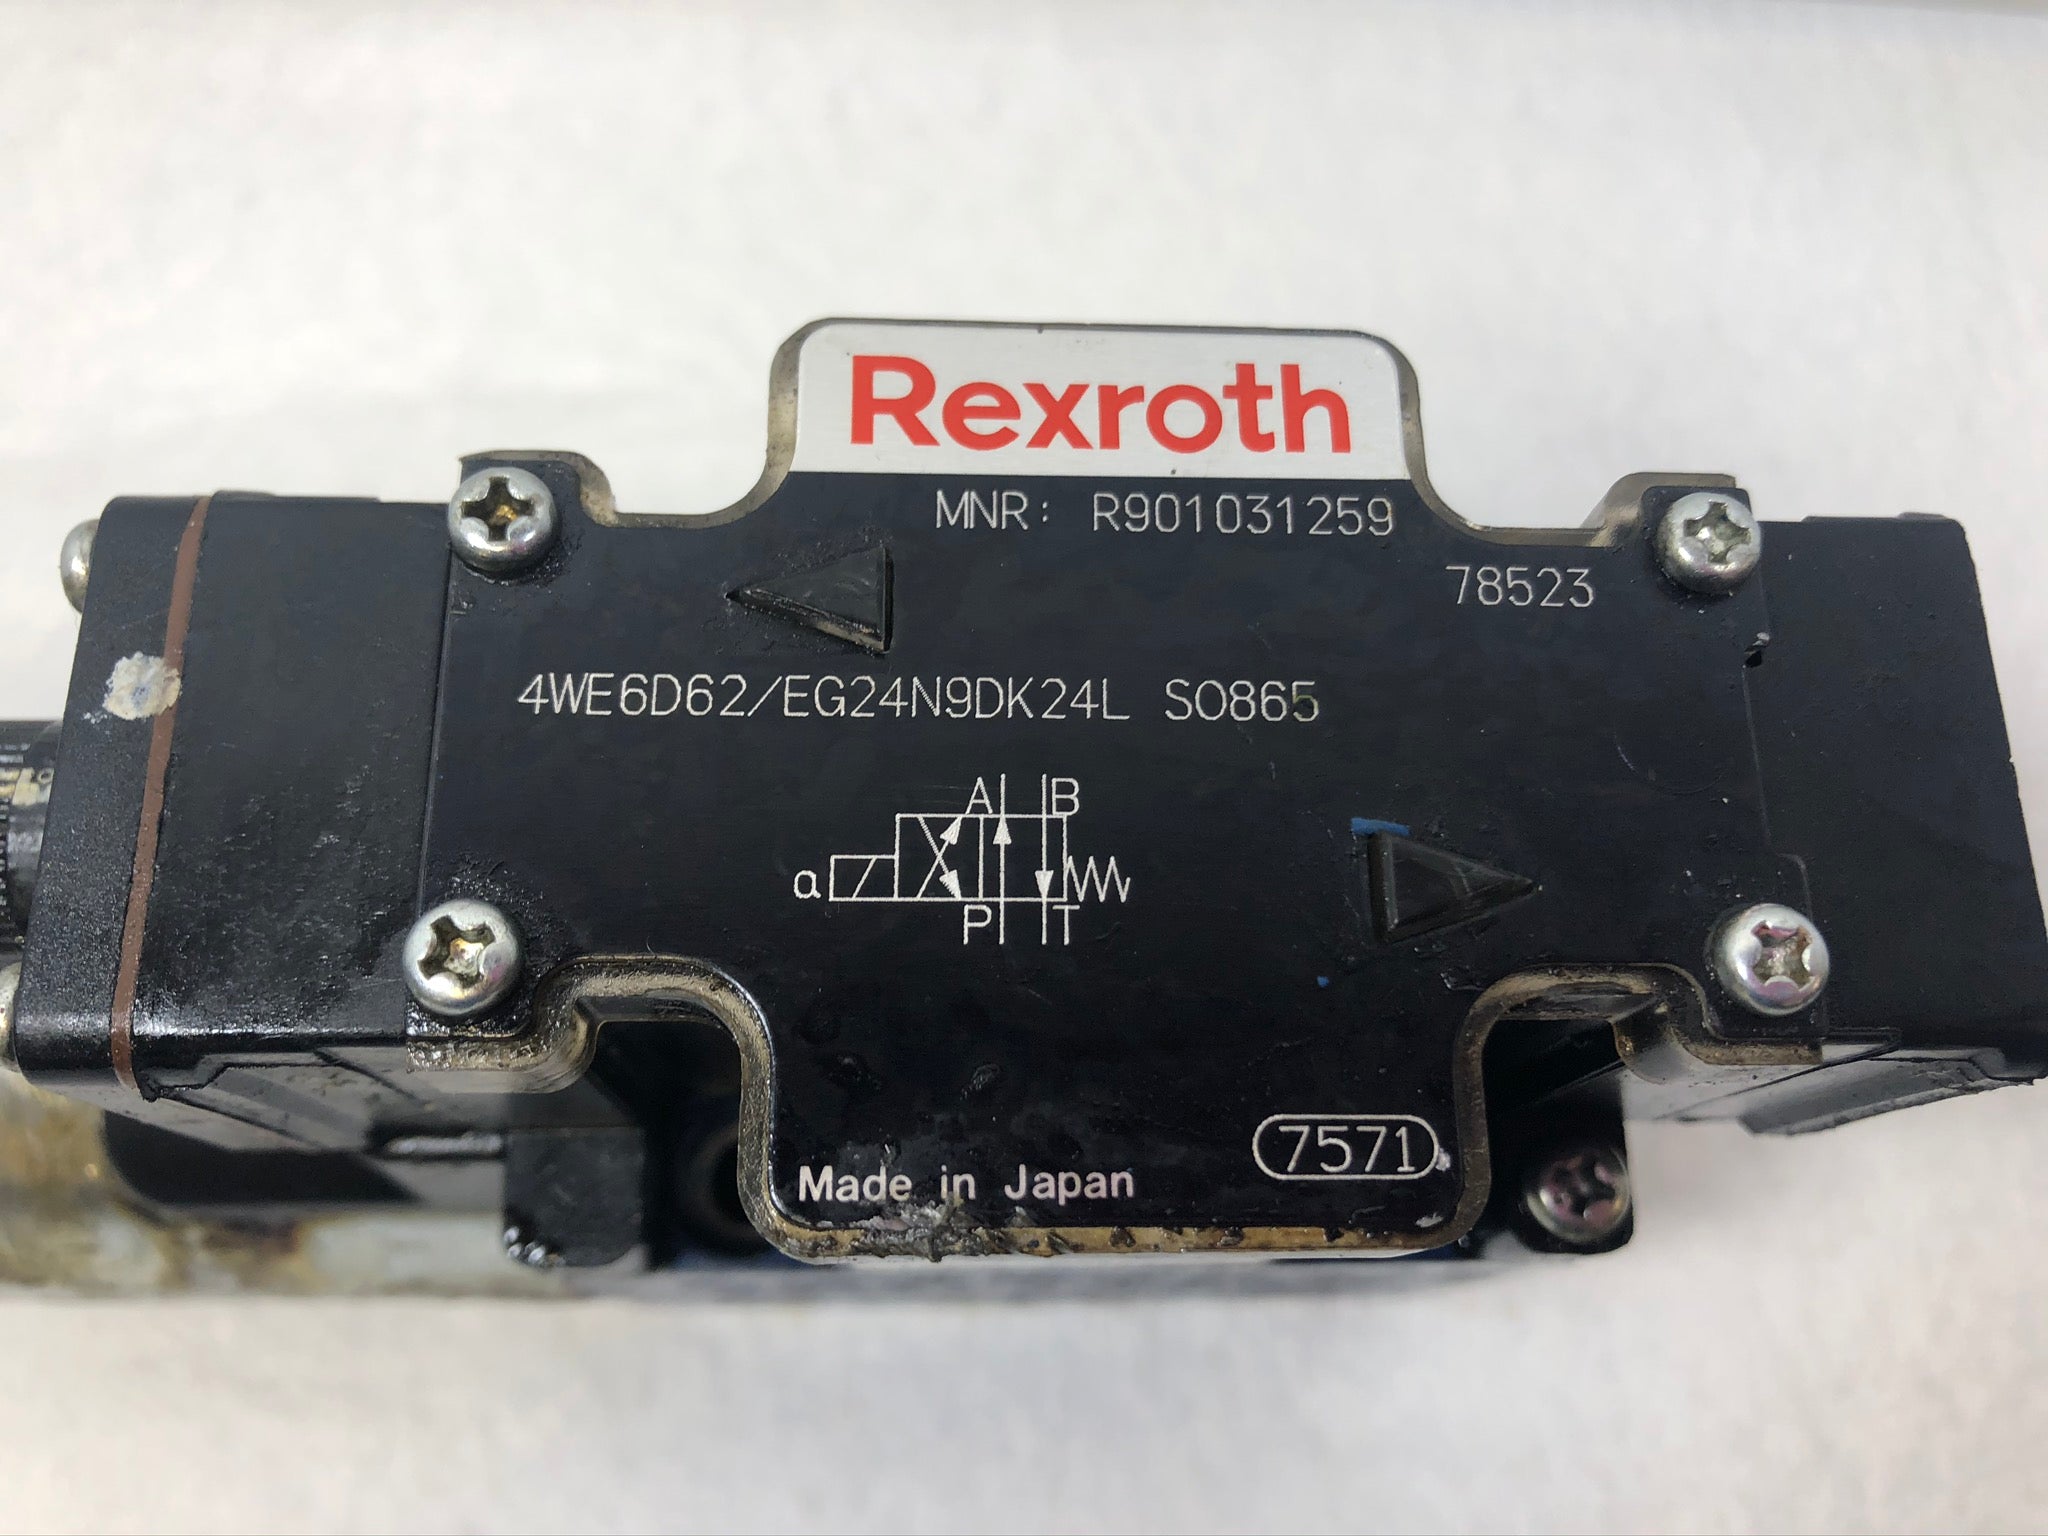 Rexroth
MNR: R901031259
78523
4WE6D62/EG24N9DK24L SO865
A B
a
P T
Made in Japan
7571